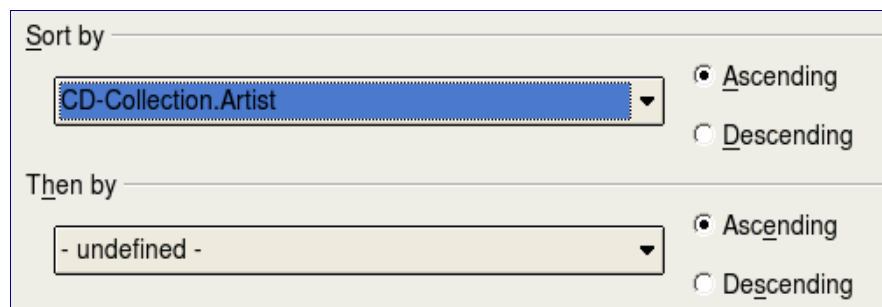 Sort by
CD-Collection.Artist
Ascending
Descending
Then by
- undefined -
Ascending
Descending